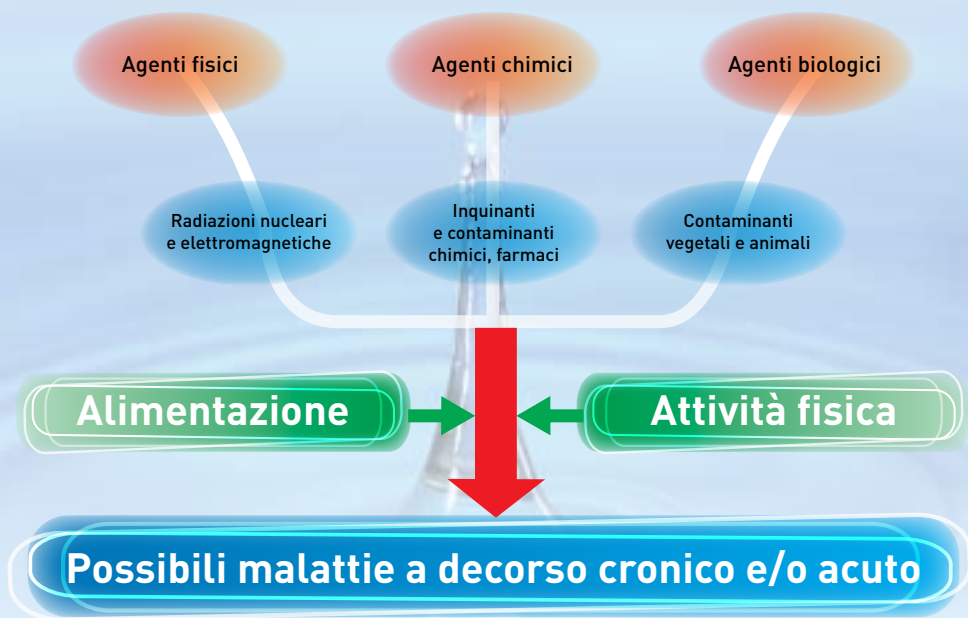 Agenti fisici
Agenti chimici
Agenti biologici
Radiazioni nucleari
e elettromagnetiche
Inquinanti
e contaminanti
chimici, farmaci
Contaminanti
vegetali e animali
Alimentazione
Attività fisica
Possibili malattie a decorso cronico e/o acuto